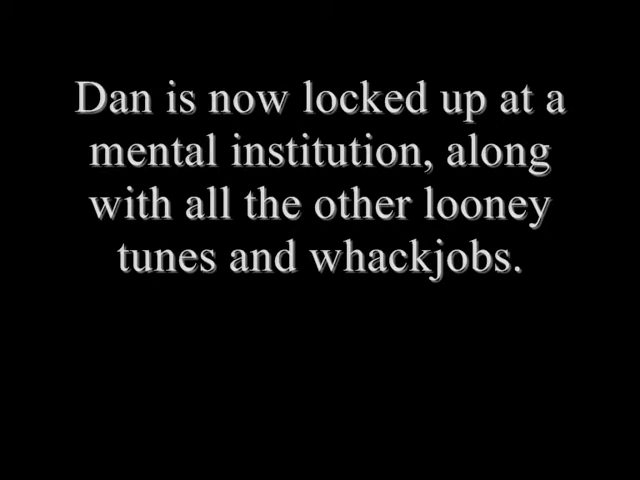 Dan is now locked up at a
mental institution, along
with all the other looney
tunes and whackjobs.